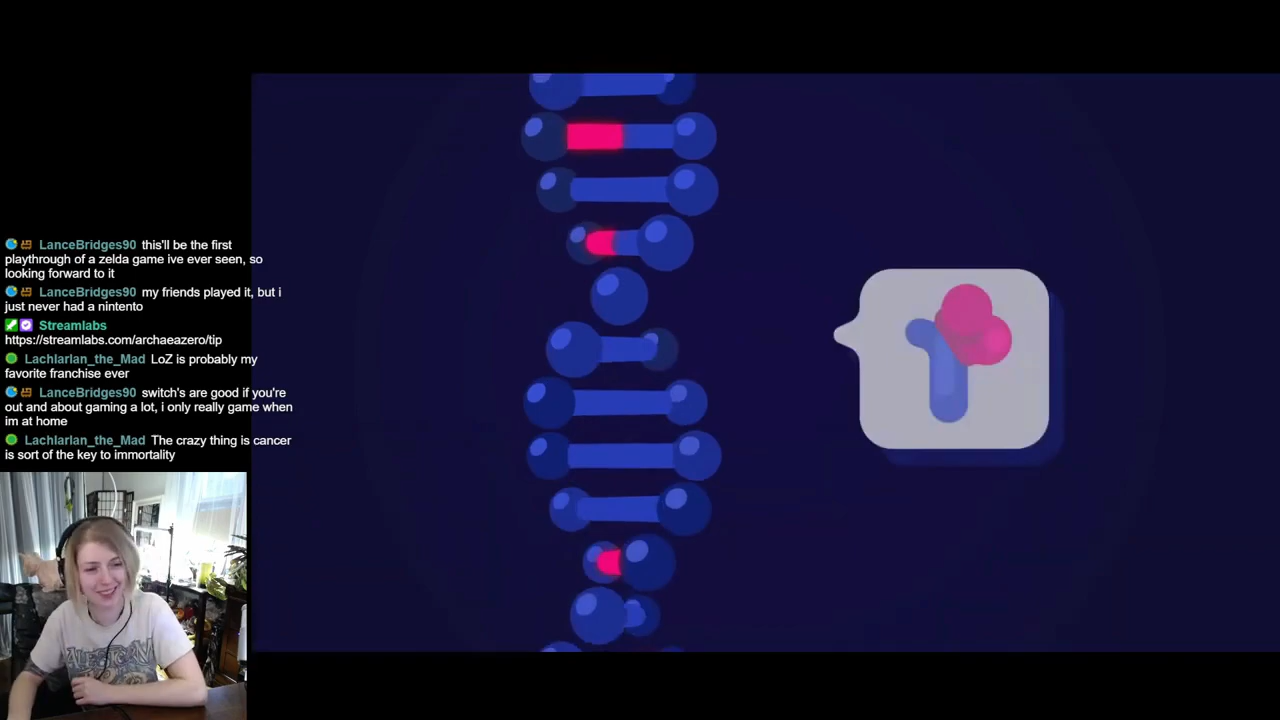 LanceBridges90 this'll be the first
playthrough of a zelda game ive ever seen, so
looking forward to it
LanceBridges90 my friends played it, but i
just never had a nintento
Streamlabs
https://streamlabs.com/archaeazero/tip
Lachlarlan_the_Mad LoZ is probably my
favorite franchise ever
LanceBridges90 switch's are good if you're
out and about gaming a lot, i only really game when
im at home
Lachlarlan_the_Mad The crazy thing is cancer
is sort of the key to immortality
ALESTORM